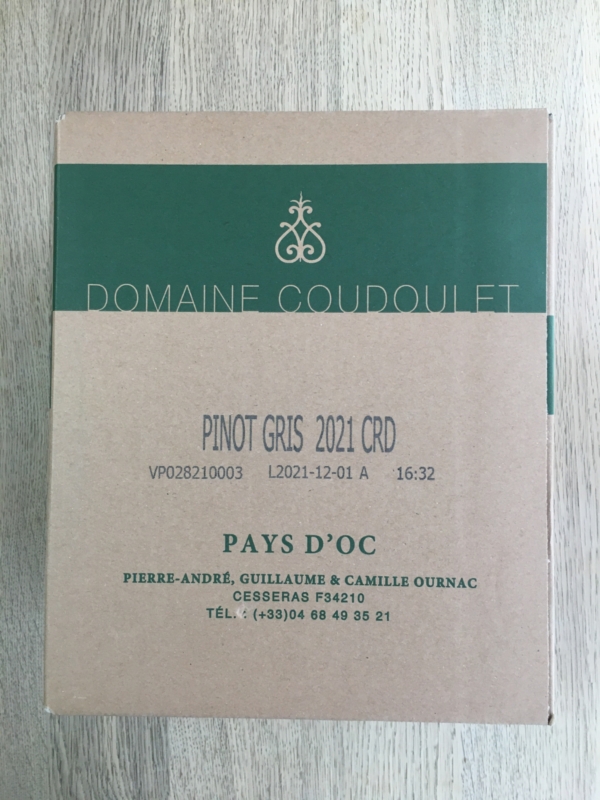 DOMAINE COUDOULET
PINOT GRIS 2021 CRD
VP028210003 L2021-12-01 A 16:32
PAYS D'OC
PIERRE-ANDRÉ, GUILLAUME & CAMILLE OURNAC
CESSERAS F34210
TÉL. : (+33)04 68 49 35 21